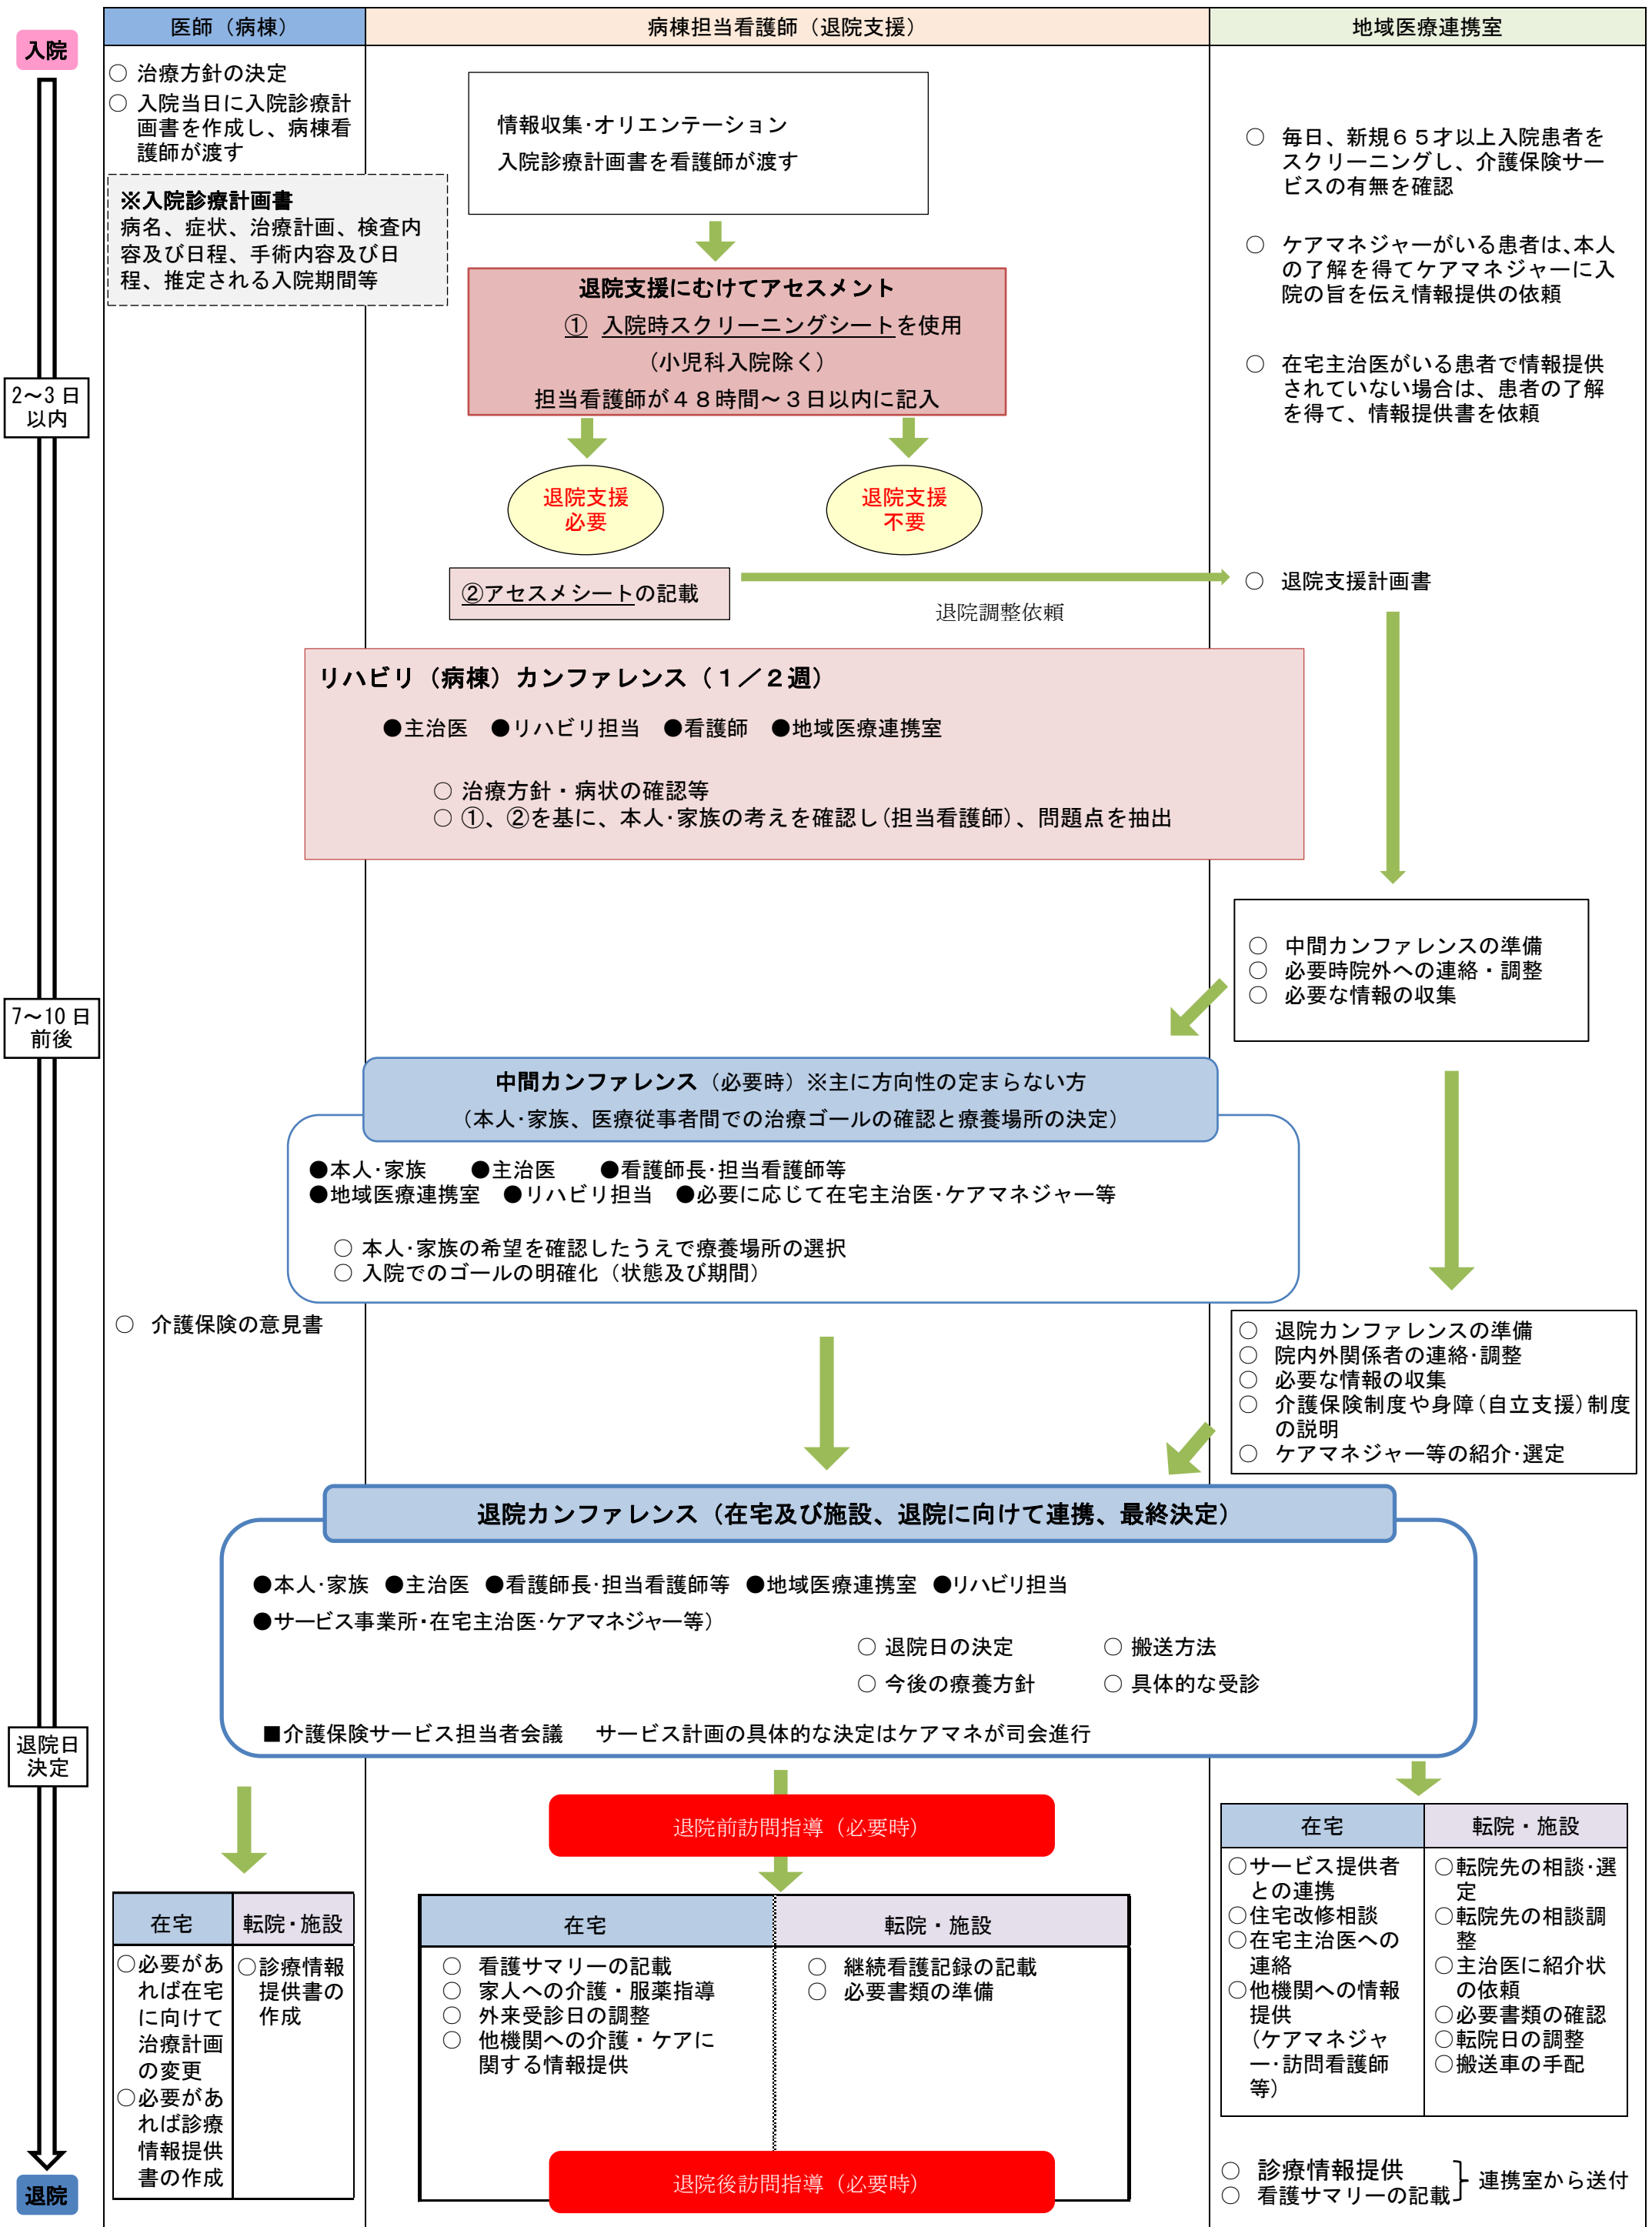 医師（病棟）
病棟担当看護師（退院支援）
地域医療連携室
入院
○ 治療方針の決定
○ 入院当日に入院診療計
画書を作成し、病棟看
護師が渡す
※入院診療計画書
病名、症状、治療計画、検査内
容及び日程、手術内容及び日
程、推定される入院期間等
情報収集･オリエンテーション
入院診療計画書を看護師が渡す
○ 毎日、新規６５才以上入院患者を
スクリーニングし、介護保険サー
ビスの有無を確認
○ ケアマネジャーがいる患者は、本人
の了解を得てケアマネジャーに入
院の旨を伝え情報提供の依頼
○ 在宅主治医がいる患者で情報提供
されていない場合は、患者の了解
を得て、情報提供書を依頼
退院支援にむけてアセスメント
① 入院時スクリーニングシートを使用
（小児科入院除く）
担当看護師が４８時間～３日以内に記入
2～3 日
以内
退院支援
必要
退院支援
不要
②アセスメシートの記載
退院調整依頼
○ 退院支援計画書
リハビリ（病棟）カンファレンス（１／２週）
●主治医 ●リハビリ担当 ●看護師 ●地域医療連携室
○ 治療方針・病状の確認等
○ ①、②を基に、本人･家族の考えを確認し(担当看護師)、問題点を抽出
○ 中間カンファレンスの準備
○ 必要時院外への連絡・調整
○ 必要な情報の収集
7～10 日
前後
中間カンファレンス（必要時）※主に方向性の定まらない方
（本人･家族、医療従事者間での治療ゴールの確認と療養場所の決定）
●本人･家族 ●主治医 ●看護師長･担当看護師等
●地域医療連携室 ●リハビリ担当 ●必要に応じて在宅主治医･ケアマネジャー等
○ 本人･家族の希望を確認したうえで療養場所の選択
○ 入院でのゴールの明確化（状態及び期間）
○ 介護保険の意見書
○ 退院カンファレンスの準備
○ 院内外関係者の連絡･調整
○ 必要な情報の収集
○ 介護保険制度や身障(自立支援)制度
の説明
○ ケアマネジャー等の紹介･選定
退院カンファレンス（在宅及び施設、退院に向けて連携、最終決定）
●本人･家族 ●主治医 ●看護師長･担当看護師等 ●地域医療連携室 ●リハビリ担当
●サービス事業所・在宅主治医･ケアマネジャー等）
○ 退院日の決定 ○ 搬送方法
○ 今後の療養方針 ○ 具体的な受診
■介護保険サービス担当者会議 サービス計画の具体的な決定はケアマネが司会進行
退院日
決定
退院前訪問指導（必要時）
在宅 転院・施設
○必要があ
れば在宅
に向けて
治療計画
の変更
○必要があ
れば診療
情報提供
書の作成
○診療情報
提供書の
作成
在宅 転院・施設
○ 看護サマリーの記載
○ 家人への介護・服薬指導
○ 外来受診日の調整
○ 他機関への介護・ケアに
関する情報提供
○ 継続看護記録の記載
○ 必要書類の準備
退院後訪問指導（必要時）
在宅 転院・施設
○サービス提供者
との連携
○住宅改修相談
○在宅主治医への
連絡
○他機関への情報
提供
（ケアマネジャ
ー･訪問看護師
等）
○転院先の相談･選
定
○転院先の相談調
整
○主治医に紹介状
の依頼
○必要書類の確認
○転院日の調整
○搬送車の手配
○ 診療情報提供
○ 看護サマリーの記載
連携室から送付
退院